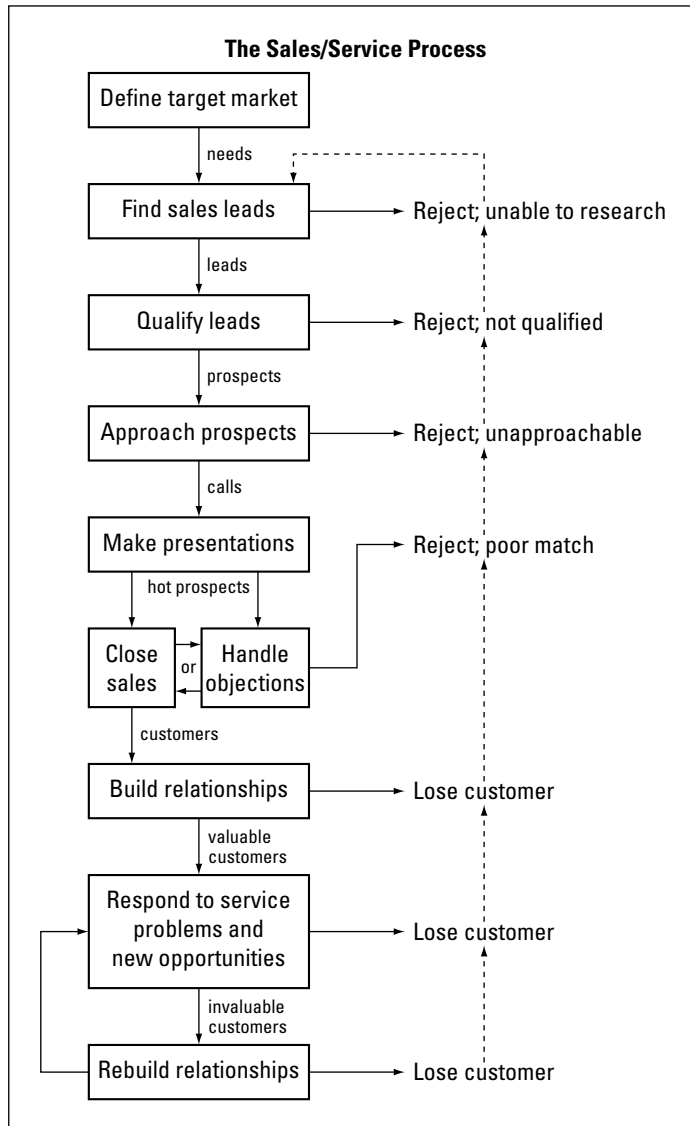 The Sales/Service Process
Define target market
needs
Find sales leads
Reject; unable to research
leads
Qualify leads
Reject; not qualified
prospects
Approach prospects
Reject; unapproachable
calls
Make presentations
Reject; poor match
hot prospects
Close
sales
or
Handle
objections
customers
Build relationships
Lose customer
valuable
customers
Respond to service
problems and
new opportunities
Lose customer
invaluable
customers
Rebuild relationships
Lose customer